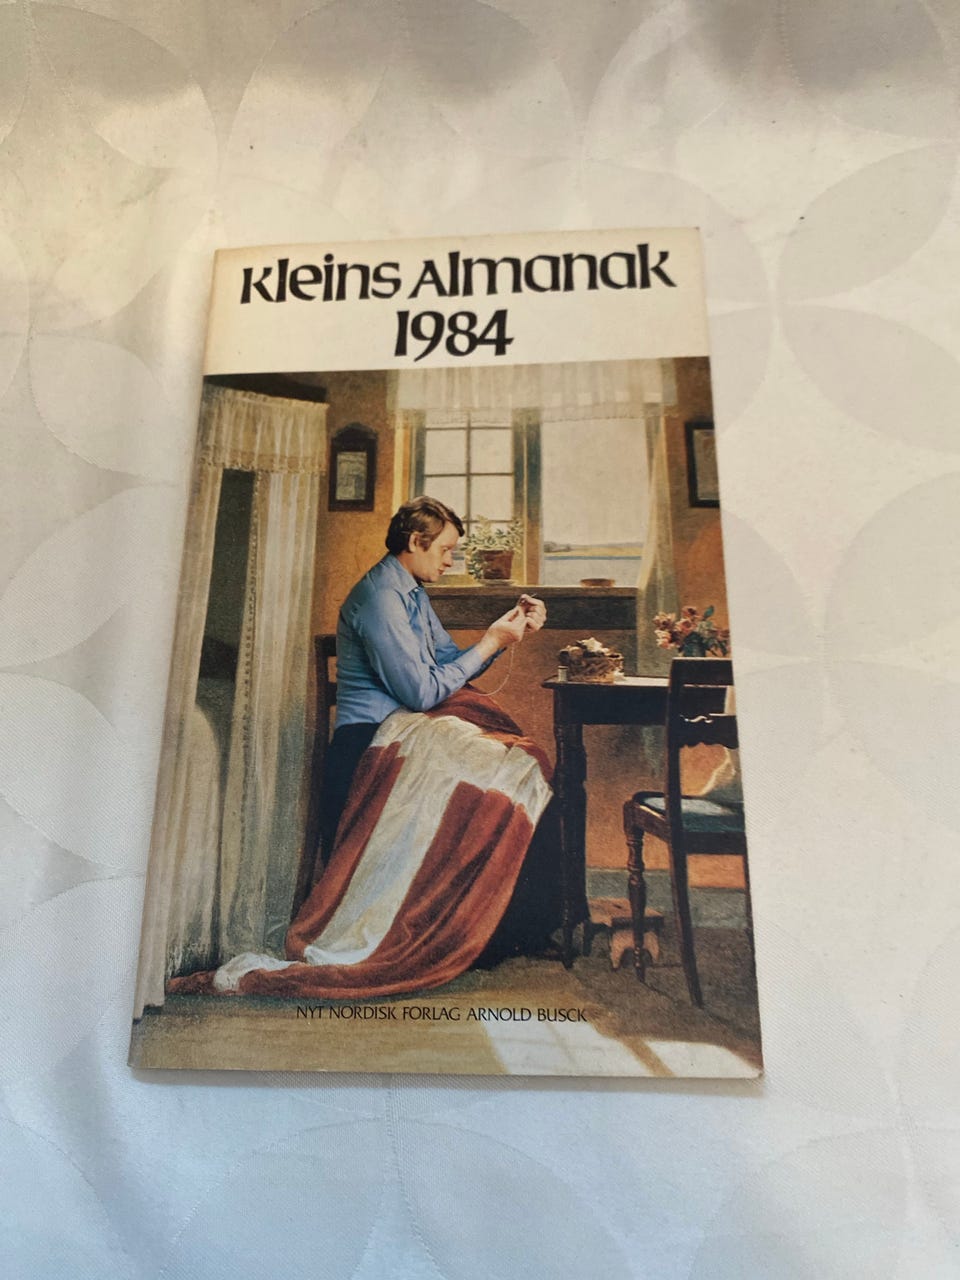 Kleins Almanak
1984
NYT NORDISK FORLAG ARNOLD BUSCK